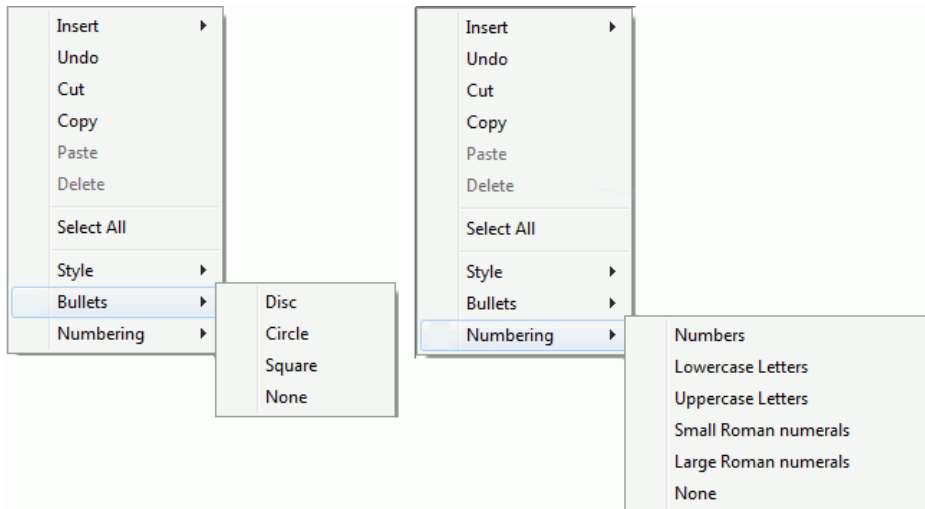 Insert
Undo
Cut
Copy
Paste
Delete
Select All
Style
Bullets
Numbering
Disc
Circle
Square
None
Insert
Undo
Cut
Copy
Paste
Delete
Select All
Style
Bullets
Numbering
Numbers
Lowercase Letters
Uppercase Letters
Small Roman numerals
Large Roman numerals
None